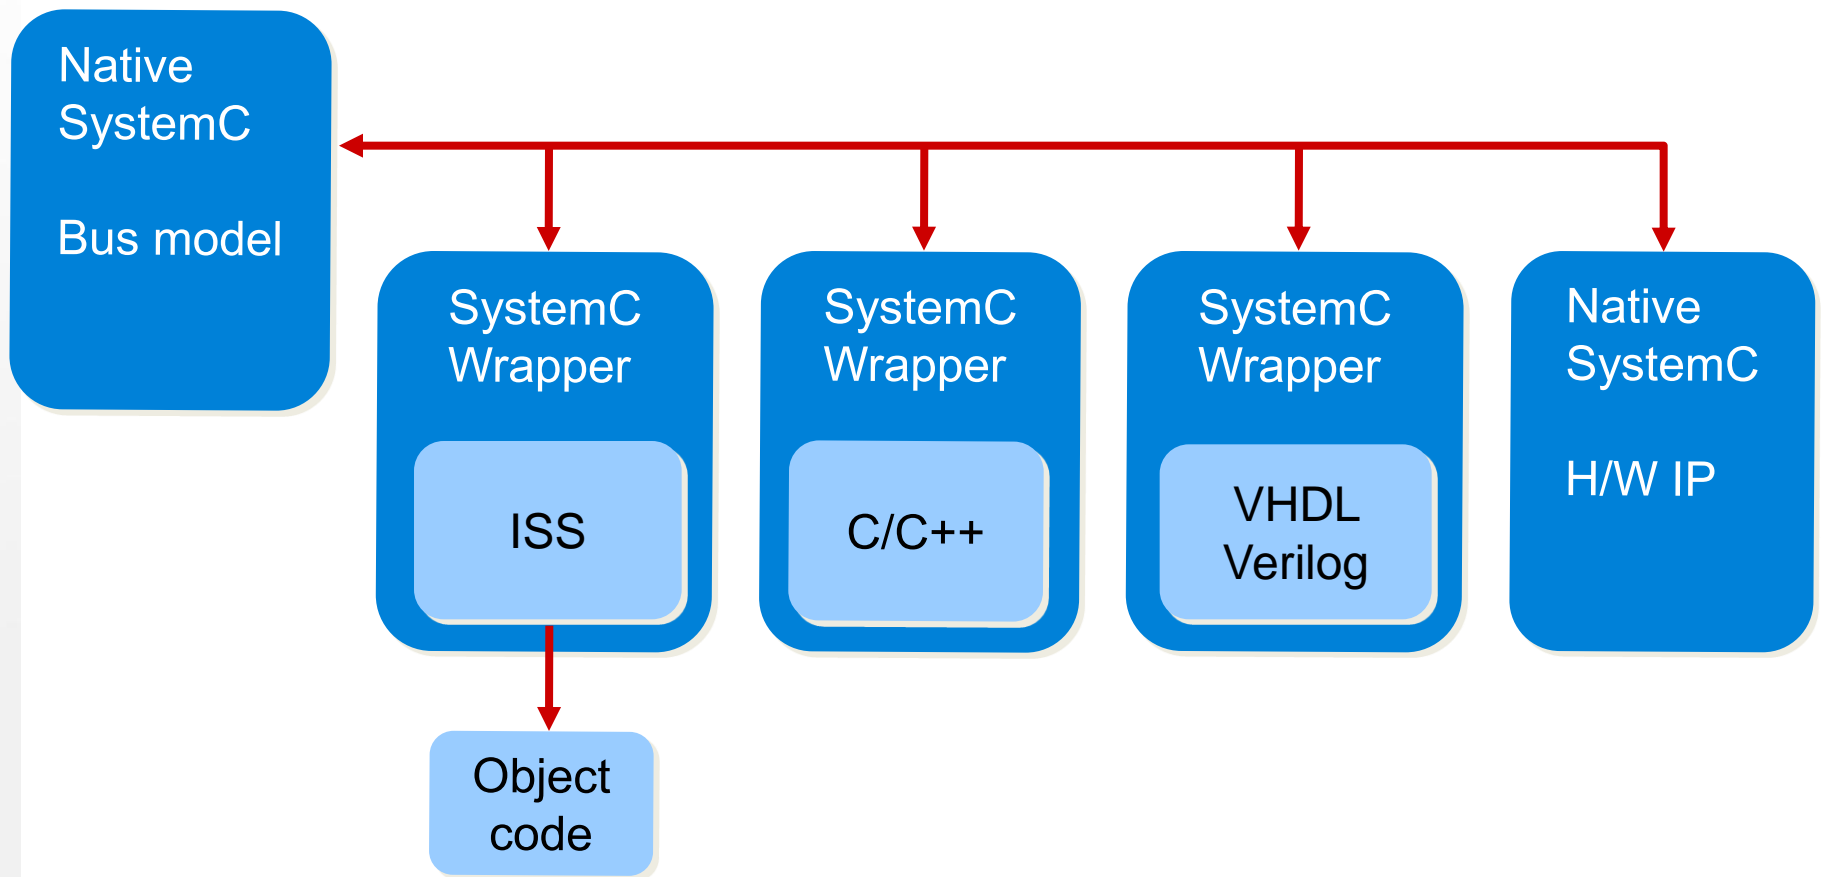 Native
SystemC
Bus model
SystemC
Wrapper
ISS
Object
code
SystemC
Wrapper
C/C++
SystemC
Wrapper
VHDL
Verilog
Native
SystemC
H/W IP